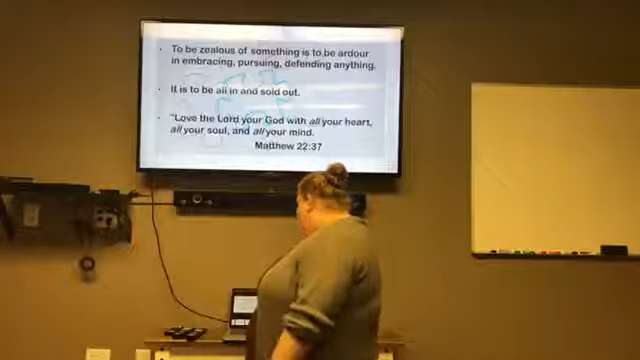 · To be zealous of something is to be ardour
in embracing, pursuing, defending anything.
· It is to be all in and sold out.
· "Love the Lord your God with all your heart,
all your soul, and all your mind.
Matthew 22:37